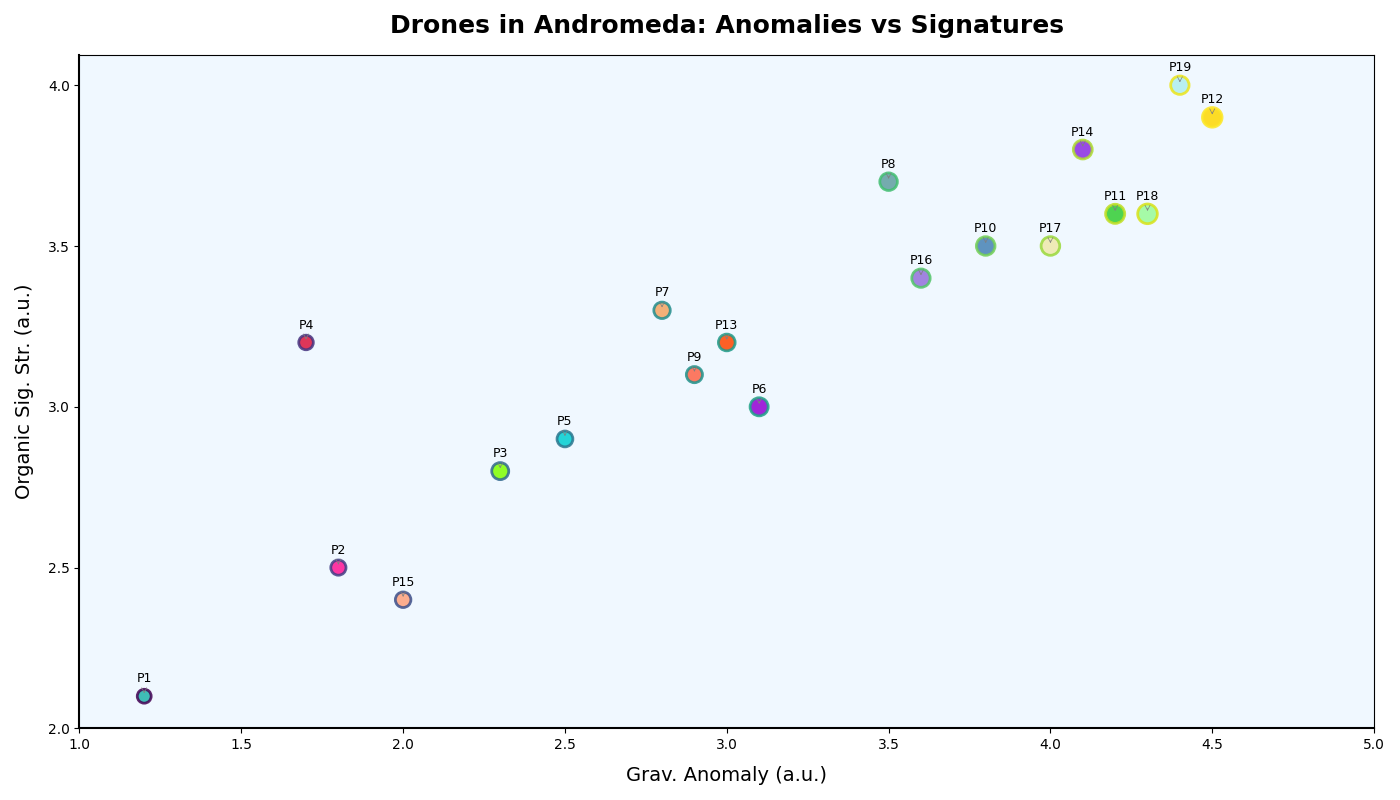 Drones in Andromeda: Anomalies vs Signatures
P19
4.0
P12
P14
P8
P11 P18
P10 P17
3.5
P16
P7
P4 P13
P9
P6
3.0
P5
P3
P2
2.5
P15
P1
2.0
Organic Sig. Str. (a.u.)
1.0 1.5 2.0 2.5 3.0 3.5 4.0 4.5 5.0
Grav. Anomaly (a.u.)